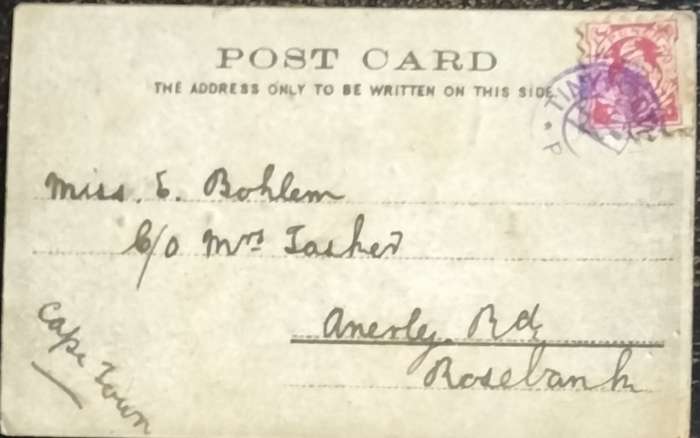 POST CARD
THE ADDRESS ONLY TO BE WRITTEN ON THIS SIDE.
Miss. E. Bohlem
C/o Mrs Tasker
Anerly. Rd
Rosebank
Cape Town